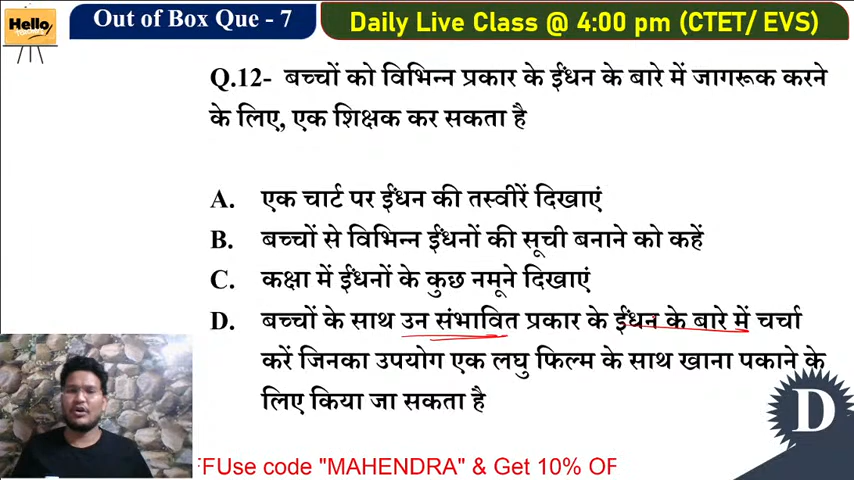 Hello
Out of Box Que - 7
Daily Live Class @ 4:00 pm (CTET/ EVS)
Q.12- बच्चों को विभिन्न प्रकार के ईंधन के बारे में जागरूक करने
के लिए, एक शिक्षक कर सकता है
A. एक चार्ट पर ईंधन की तस्वीरें दिखाएं
B. बच्चों से विभिन्न ईंधनों की सूची बनाने को कहें
C. कक्षा में ईंधनों के कुछ नमूने दिखाएं
D. बच्चों के साथ उन संभावित प्रकार के ईंधन के बारे में चर्चा
करें जिनका उपयोग एक लघु फिल्म के साथ खाना पकाने के
लिए किया जा सकता है
D
FFUse code "MAHENDRA" & Get 10% OF